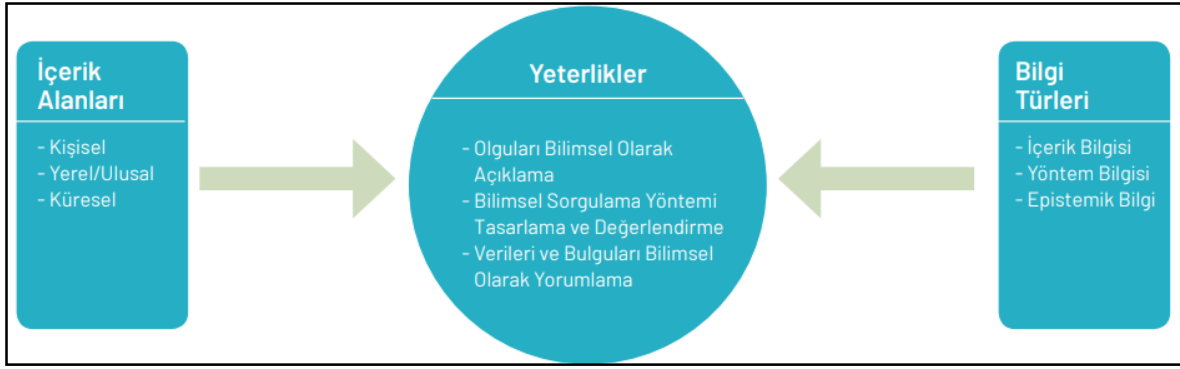 İçerik
Alanları
- Kişisel
- Yerel/Ulusal
- Küresel
Yeterlikler
- Olguları Bilimsel Olarak
Açıklama
- Bilimsel Sorgulama Yöntemi
Tasarlama ve Değerlendirme
- Verileri ve Bulguları Bilimsel
Olarak Yorumlama
Bilgi
Türleri
- İçerik Bilgisi
- Yöntem Bilgisi
- Epistemik Bilgi